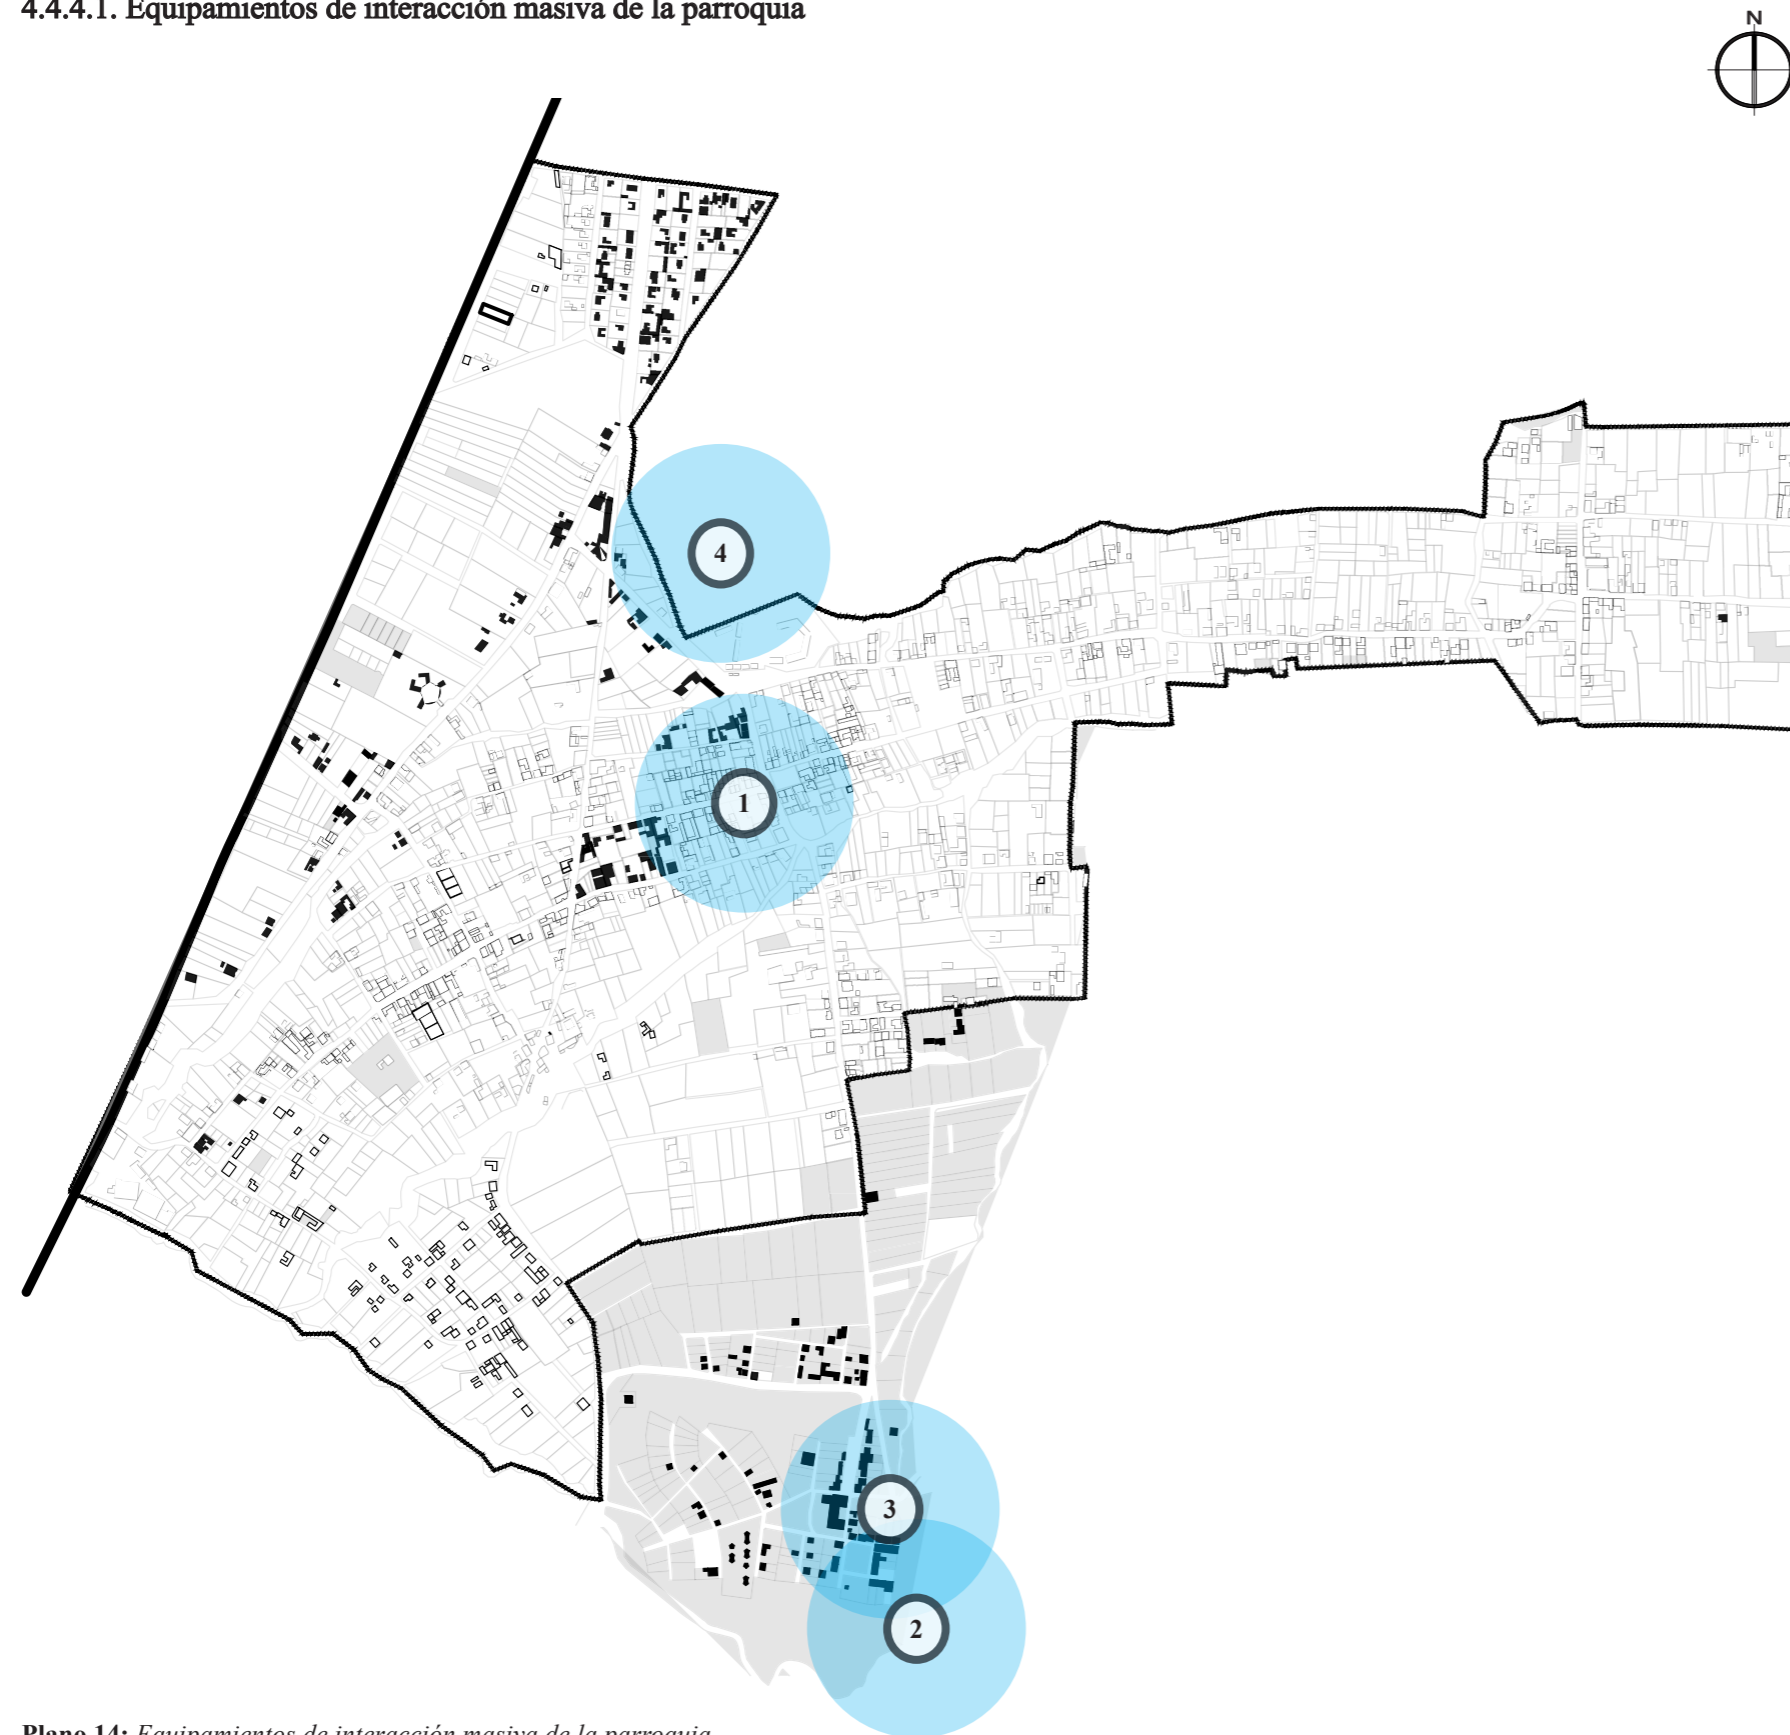 4.4.4.1. Equipamientos de interacción masiva de la parroquia
N
4
1
3
2
Plano 14: Equipamientos de interacción masiva de la parroquia